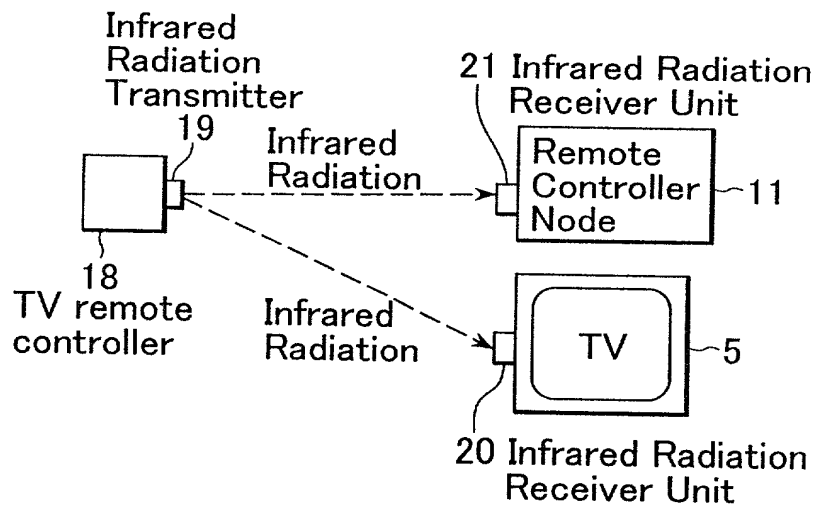 Infrared
Radiation
Transmitter
19
21 Infrared Radiation
Receiver Unit
Infrared
Radiation
Remote
Controller
Node
11
18
TV remote
controller
Infrared
Radiation
TV
5
20 Infrared Radiation
Receiver Unit